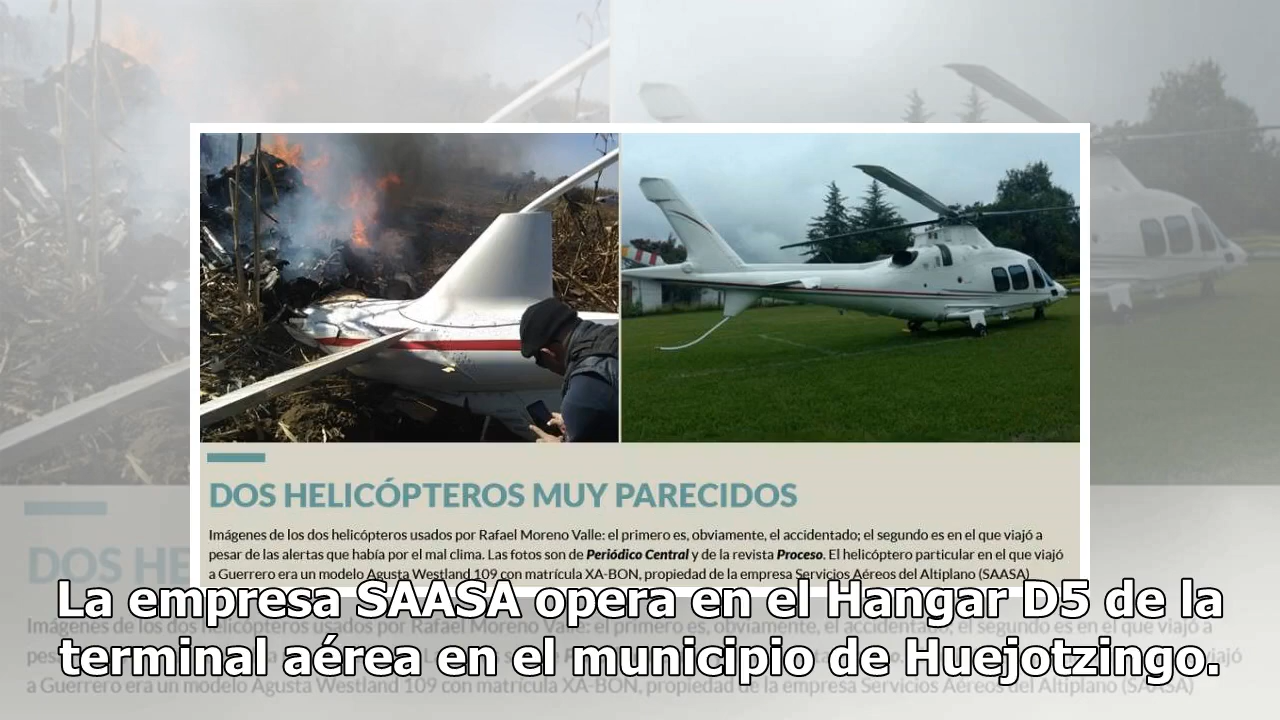 DOS HELICÓPTEROS MUY PARECIDOS
Imágenes de los dos helicópteros usados por Rafael Moreno Valle: el primero es, obviamente, el accidentado; el segundo es en el que viajó a
pesar de las alertas que había por el mal clima. Las fotos son de Periódico Central y de la revista Proceso. El helicóptero particular en el que viajó
a Guerrero era un modelo Agusta Westland 109 con matrícula XA-BON, propiedad de la empresa Servicios Aéreos del Altiplano (SAASA)
La empresa SAASA opera en el Hangar D5 de la
terminal aérea en el municipio de Huejotzingo.